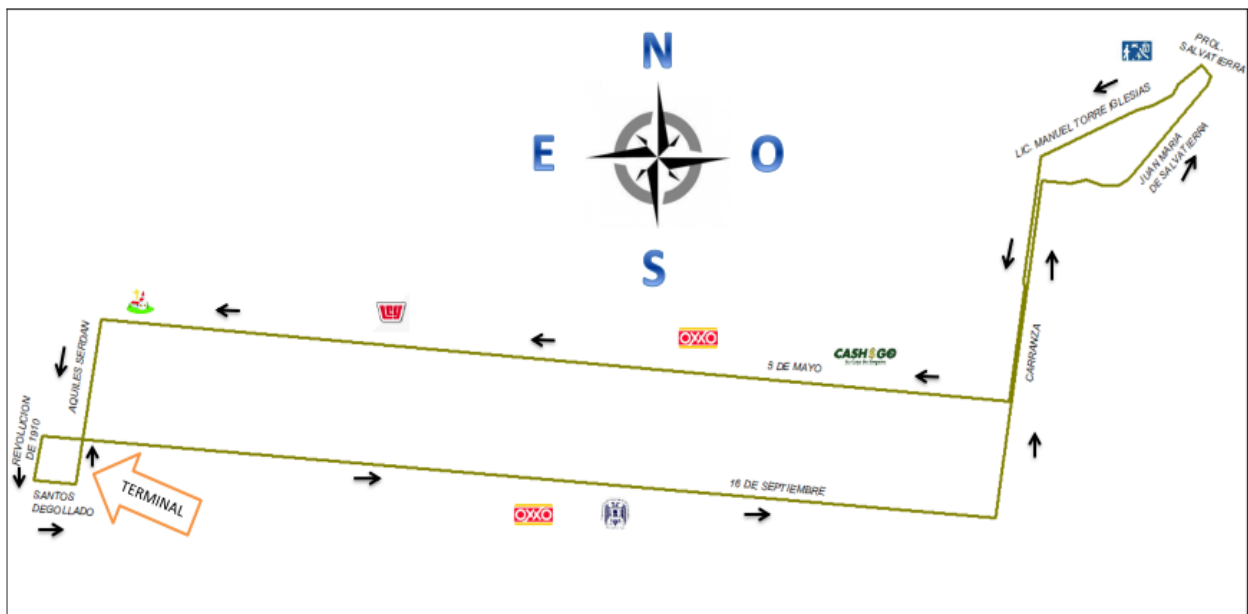 N
E
O
S
PROL.
SALVATIERRA
LIC. MANUEL TORRE IGLESIAS
JUAN MARIA
DE SALVATIERRA
LEY
OXXO
CASH$GO
5 DE MAYO
CARRANZA
AQUILES SERDAN
REVOLUCION
DE 1910
TERMINAL
SANTOS
DEGOLLADO
16 DE SEPTIEMBRE
OXXO